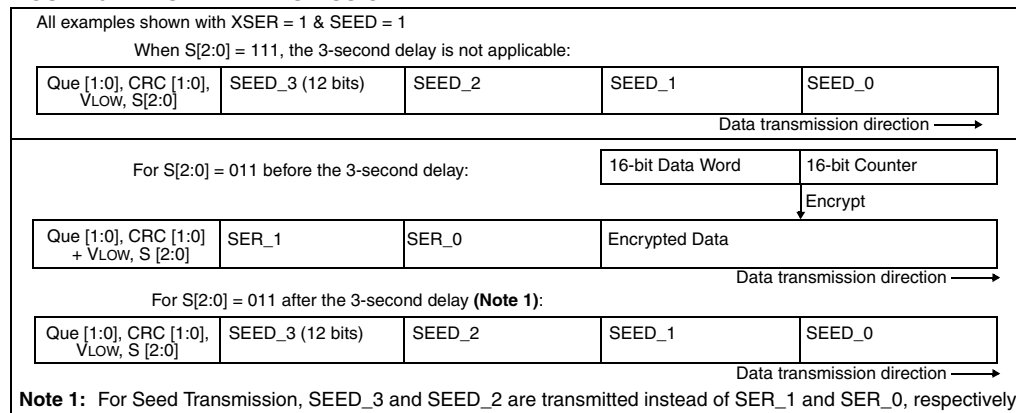 All examples shown with XSER = 1 & SEED = 1
When S[2:0] = 111, the 3-second delay is not applicable:
Que [1:0], CRC [1:0], VLOW, S[2:0]
SEED_3 (12 bits)
SEED_2
SEED_1
SEED_0
Data transmission direction
For S[2:0] = 011 before the 3-second delay:
16-bit Data Word
16-bit Counter
Encrypt
Que [1:0], CRC [1:0] + VLOW, S [2:0]
SER_1
SER_0
Encrypted Data
Data transmission direction
For S[2:0] = 011 after the 3-second delay (Note 1):
Que [1:0], CRC [1:0], VLOW, S [2:0]
SEED_3 (12 bits)
SEED_2
SEED_1
SEED_0
Data transmission direction
Note 1: For Seed Transmission, SEED_3 and SEED_2 are transmitted instead of SER_1 and SER_0, respectively